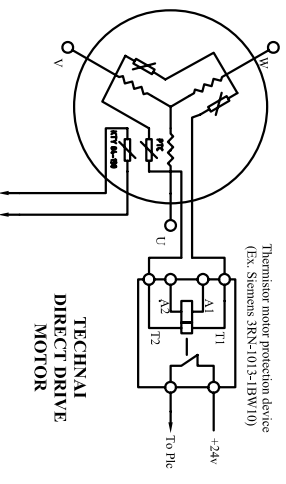 W
V
U
PTC
KTY 84-130
Thermistor motor protection device
(Ex. Siemens 3RN-1013-1BW10)
T1
A1
A2
T2
+24v
To Plc
TECHNAI
DIRECT DRIVE
MOTOR